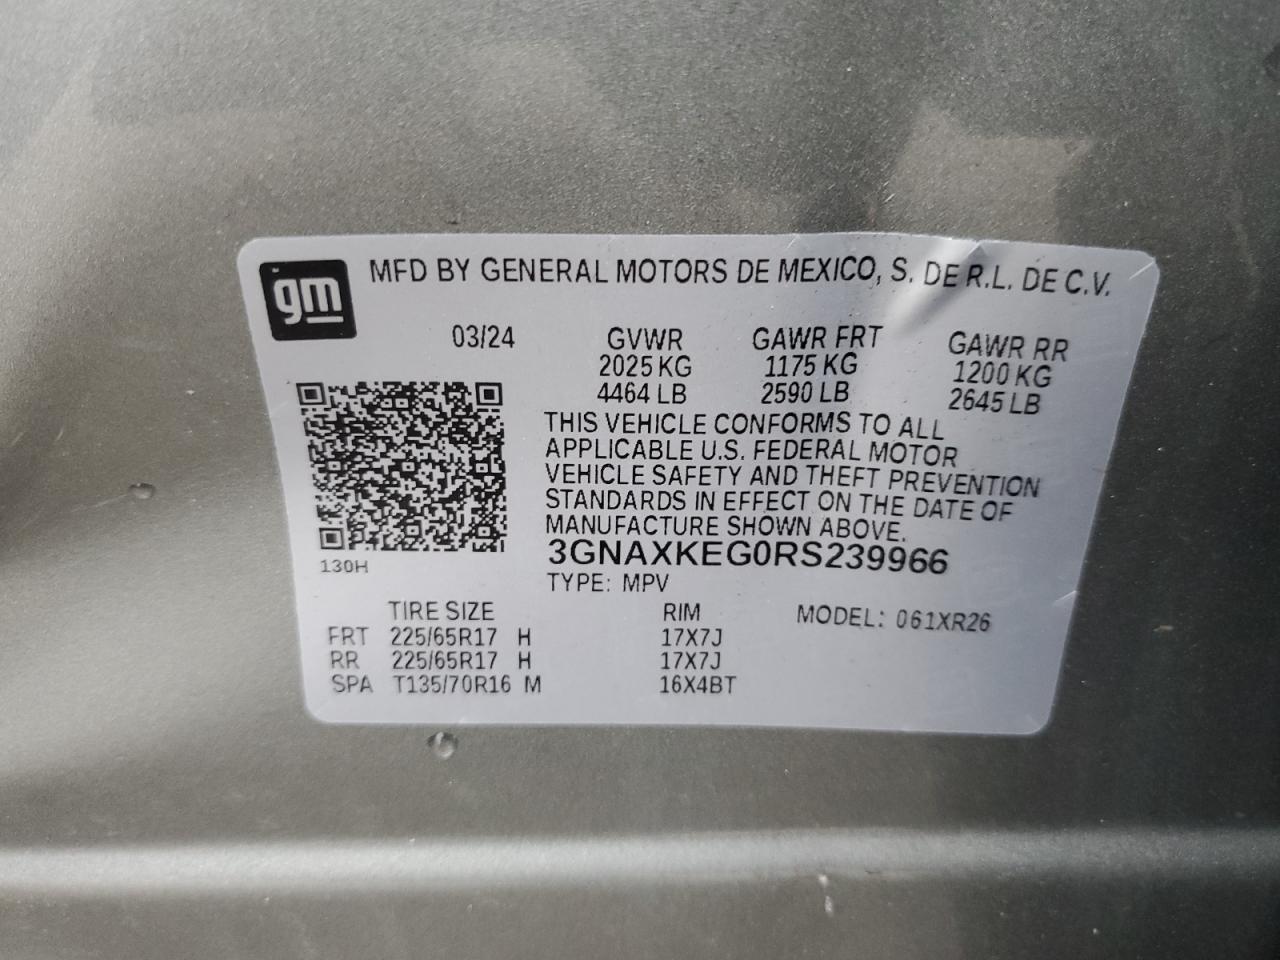 gm
MFD BY GENERAL MOTORS DE MEXICO, S. DE R.L. DE C.V.
03/24 GVWR GAWR FRT GAWR RR
2025 KG 1175 KG 1200 KG
4464 LB 2590 LB 2645 LB
THIS VEHICLE CONFORMS TO ALL
APPLICABLE U.S. FEDERAL MOTOR
VEHICLE SAFETY AND THEFT PREVENTION
STANDARDS IN EFFECT ON THE DATE OF
MANUFACTURE SHOWN ABOVE.
130H
3GNAXKEG0RS239966
TYPE: MPV
TIRE SIZE RIM MODEL: 061XR26
FRT 225/65R17 H 17X7J
RR 225/65R17 H 17X7J
SPA T135/70R16 M 16X4BT